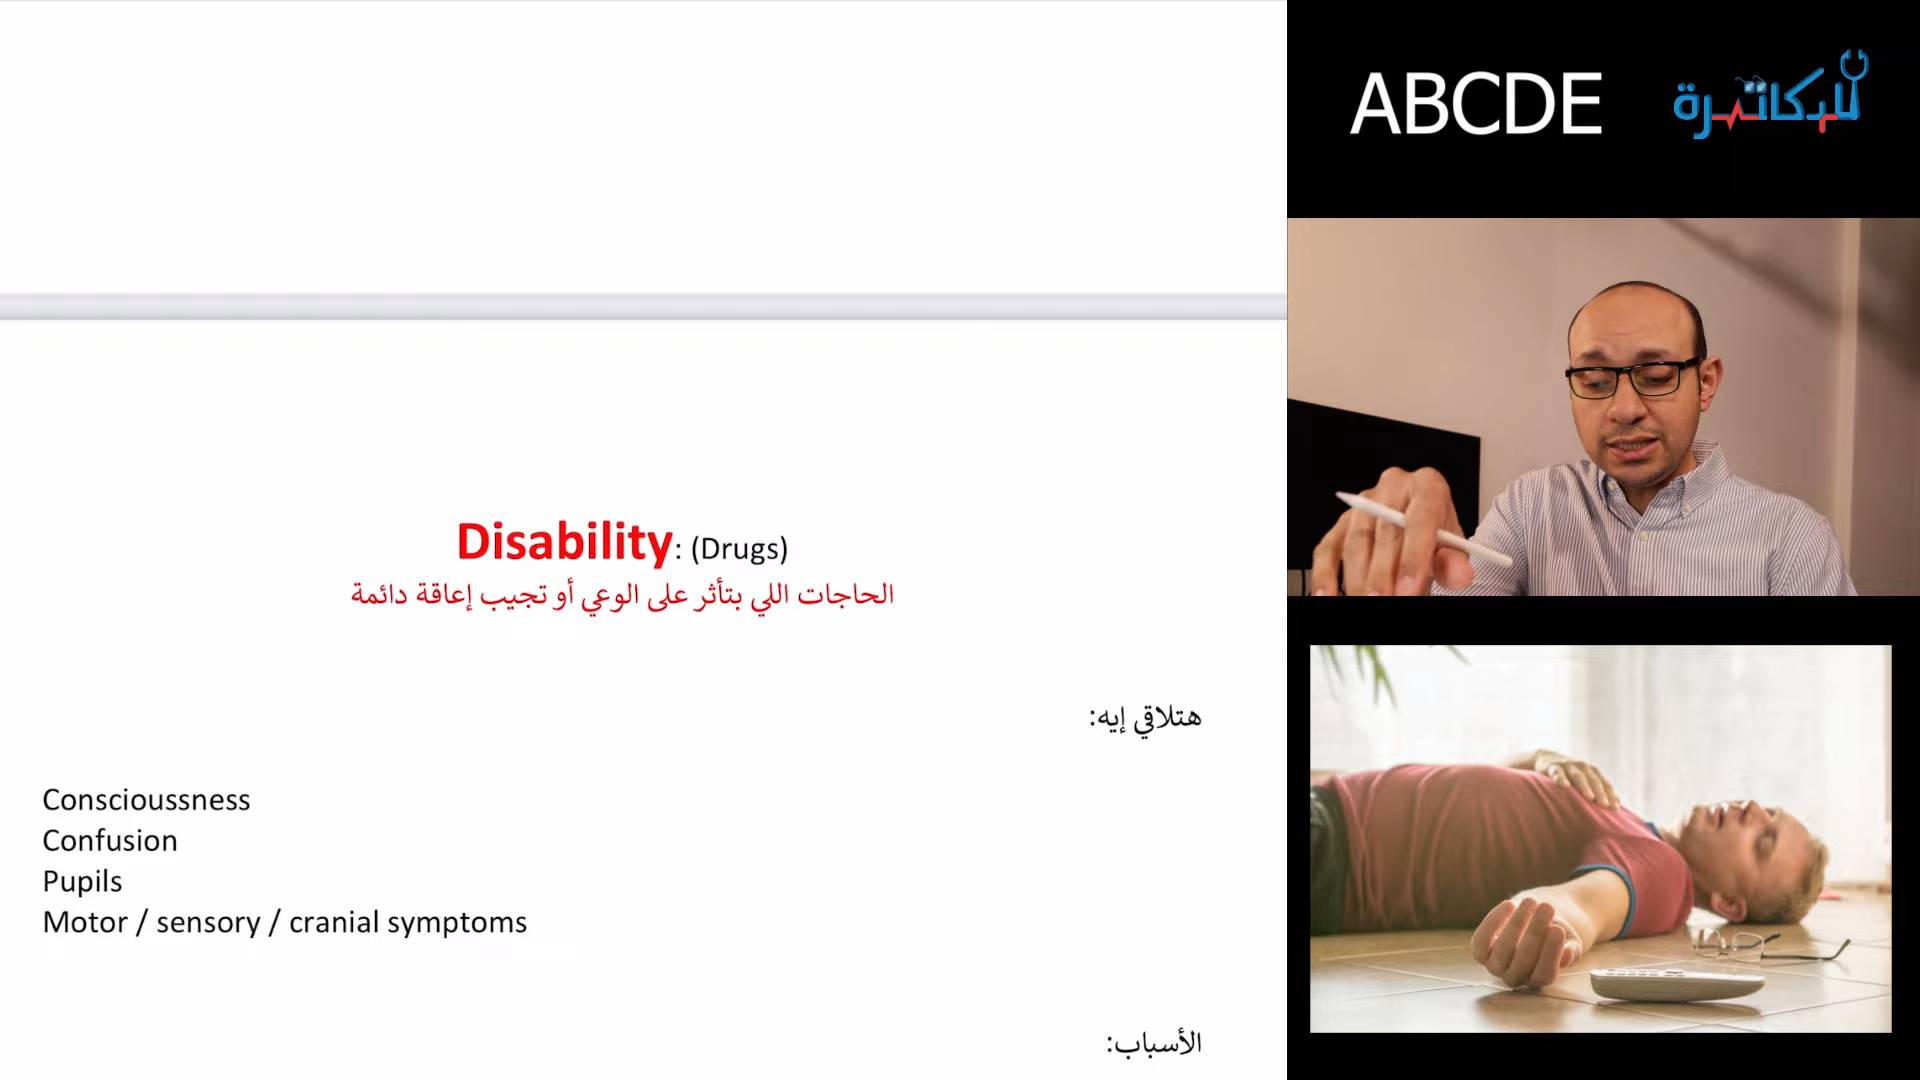 Disability: (Drugs)
الحاجات اللي بتأثر على الوعي أو تجيب إعاقة دائمة
هتلاقي إيه:
Conscioussness
Confusion
Pupils
Motor / sensory / cranial symptoms
الأسباب:
ABCDE
للدكاترة